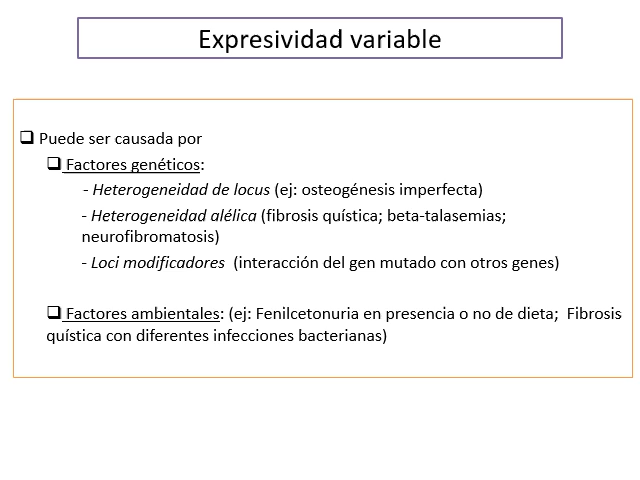 Expresividad variable
❑ Puede ser causada por
❑ Factores genéticos:
- Heterogeneidad de locus (ej: osteogénesis imperfecta)
- Heterogeneidad alélica (fibrosis quística; beta-talasemias;
neurofibromatosis)
- Loci modificadores (interacción del gen mutado con otros genes)
❑ Factores ambientales: (ej: Fenilcetonuria en presencia o no de dieta; Fibrosis
quística con diferentes infecciones bacterianas)